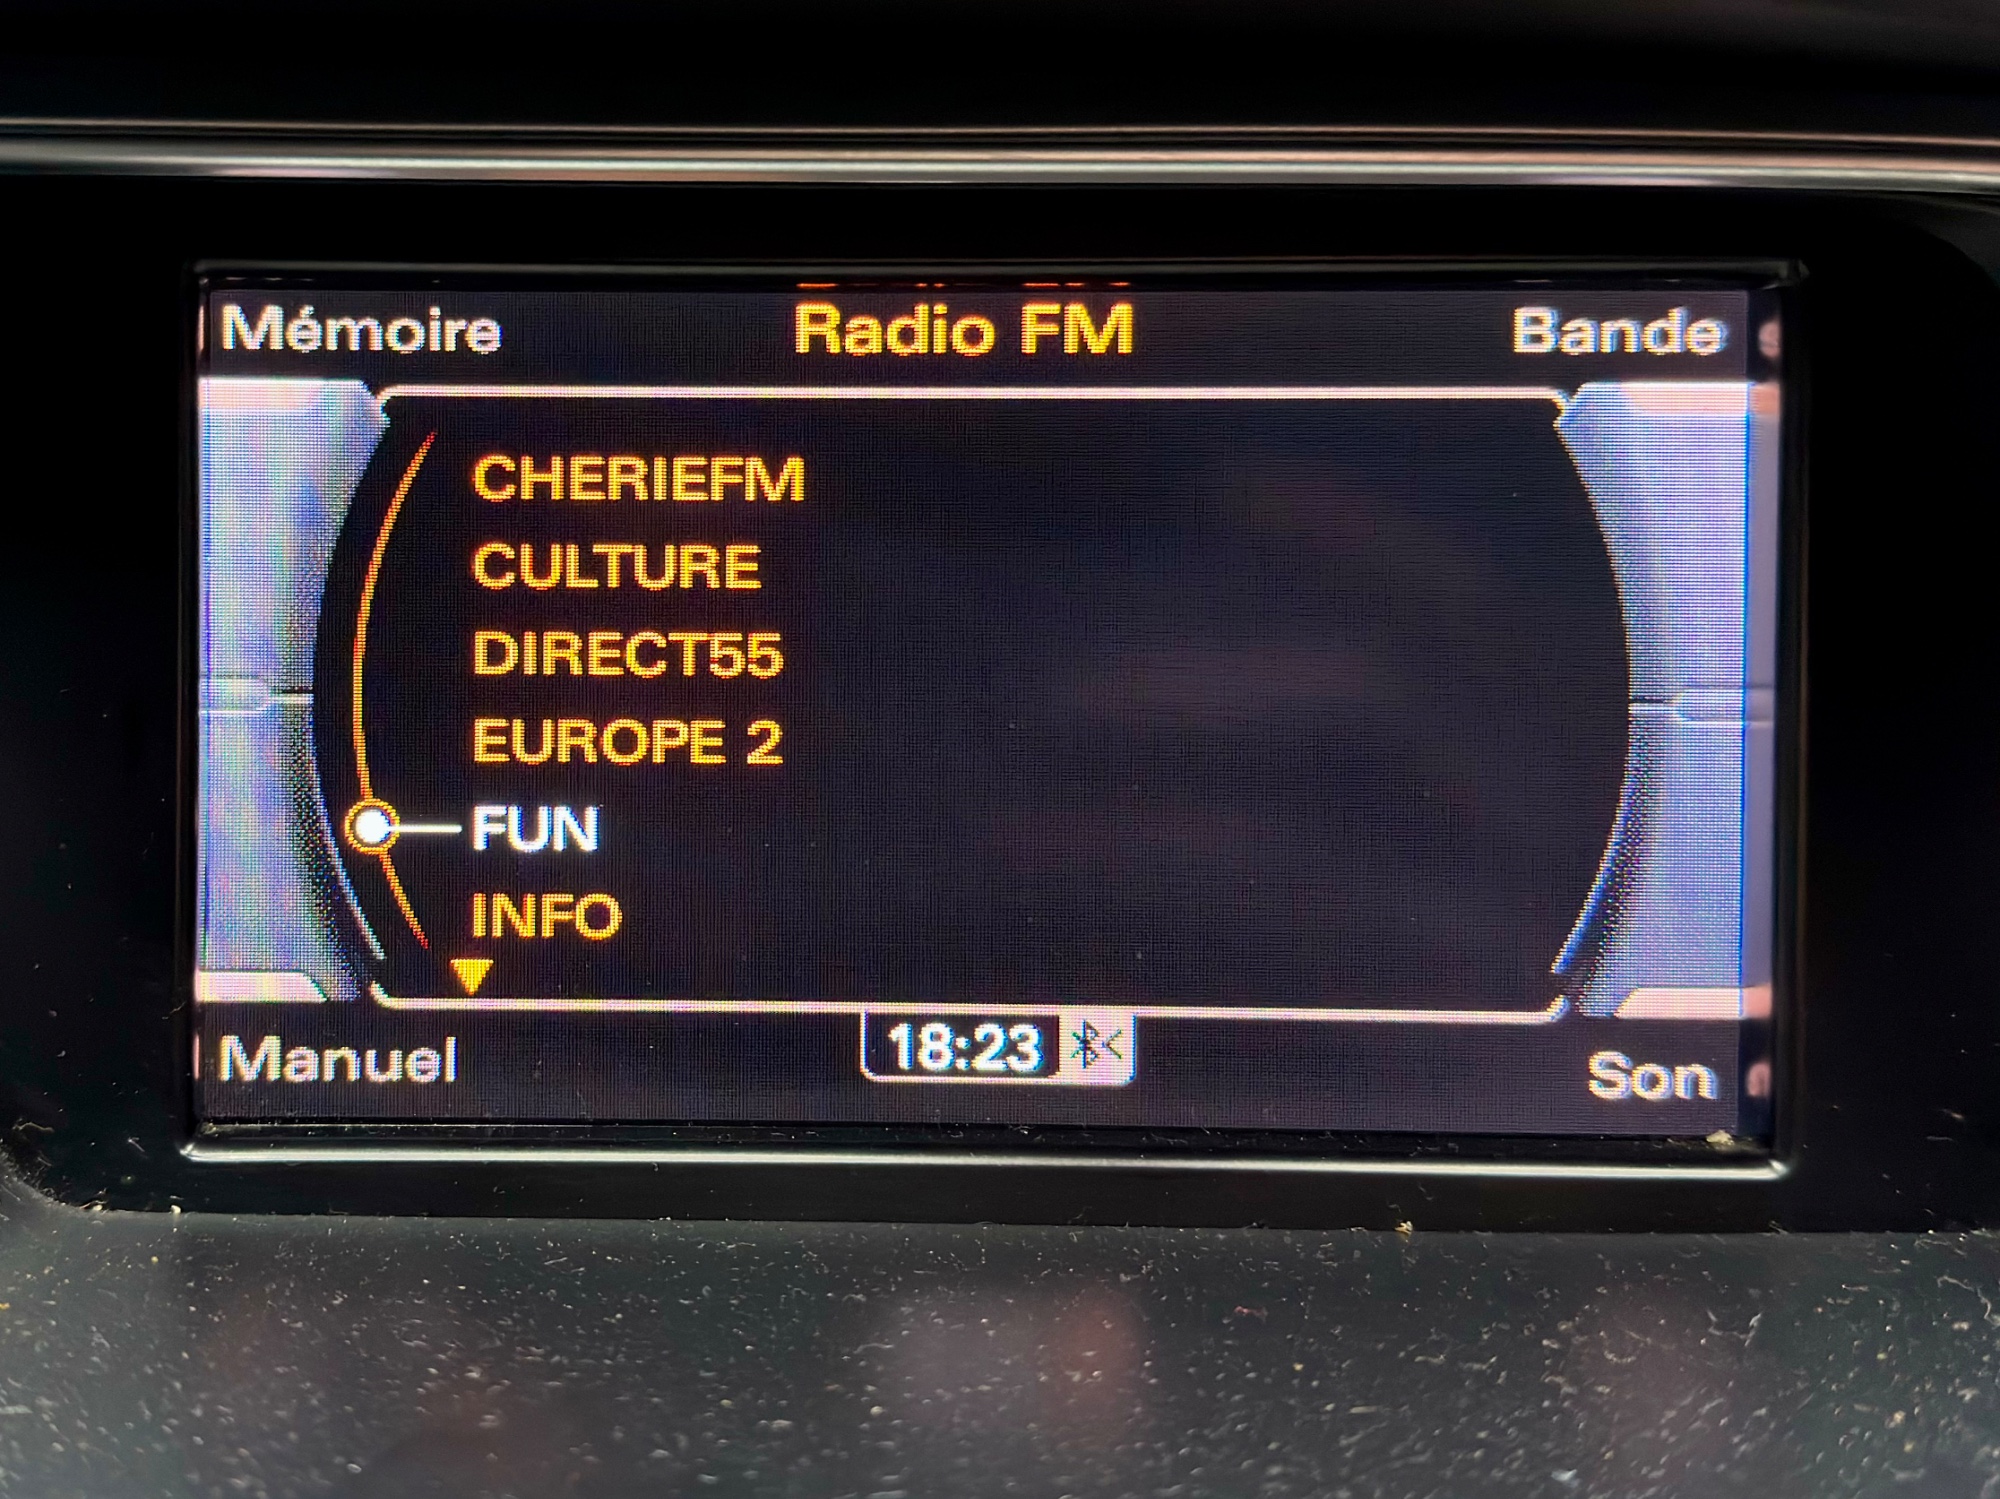 Mémoire Radio FM Bande
CHERIEFM
CULTURE
DIRECT55
EUROPE 2
FUN
INFO
Manuel 18:23 Son